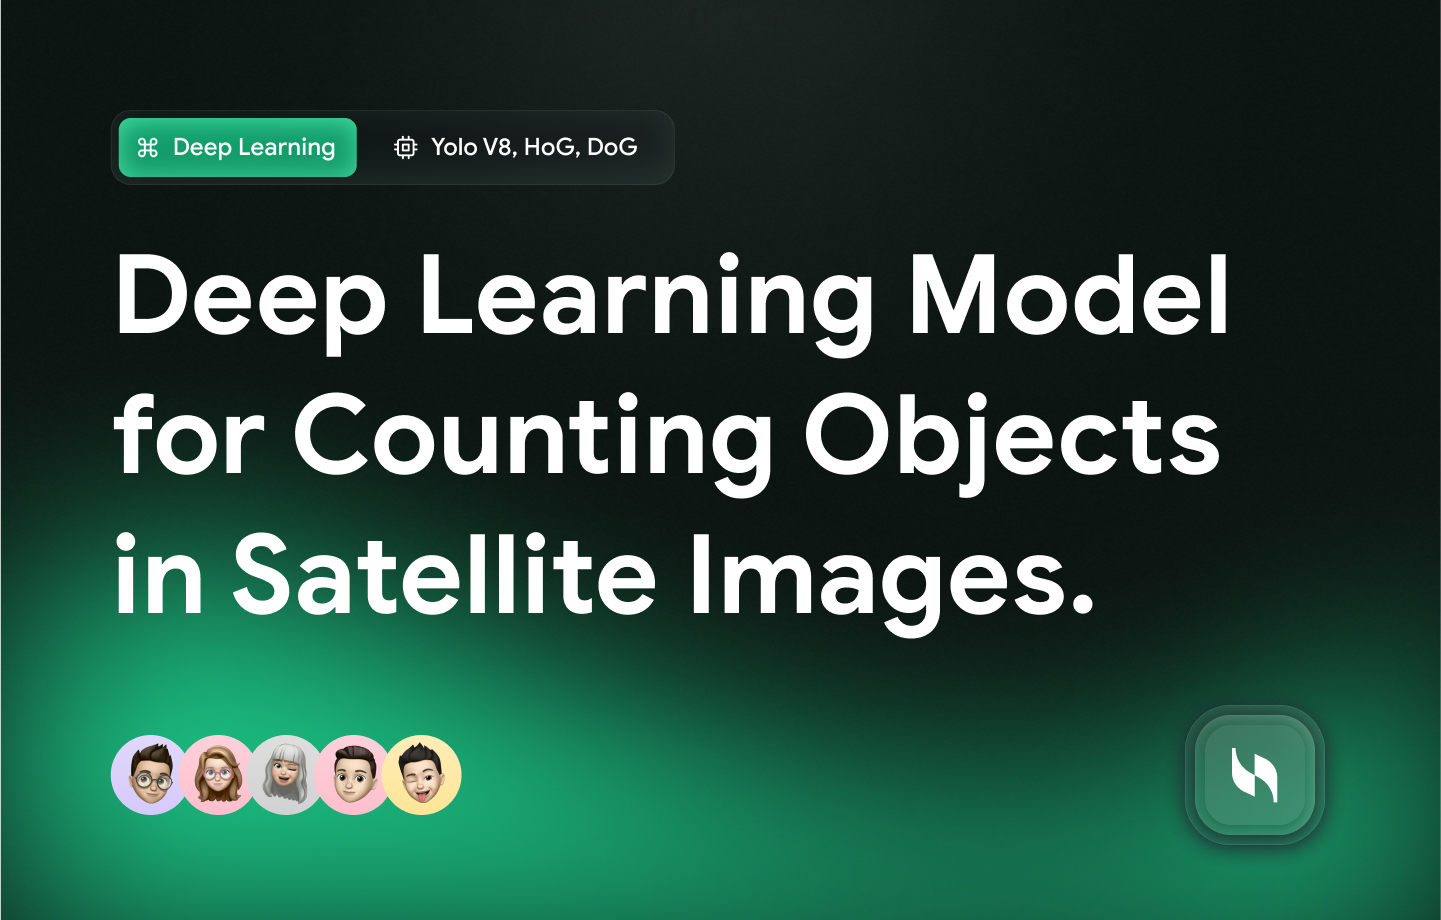 Deep Learning
Yolo V8, HoG, DoG
Deep Learning Model
for Counting Objects
in Satellite Images.